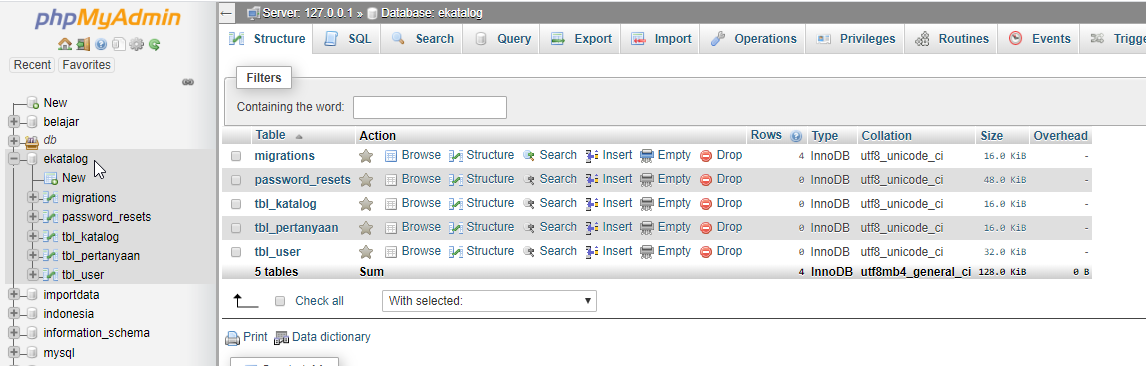 phpMyAdmin
Recent Favorites
New
belajar
db
ekatalog
New
migrations
password_resets
tbl_katalog
tbl_pertanyaan
tbl_user
importdata
indonesia
information_schema
mysql
Server: 127.0.0.1 » Database: ekatalog
Structure SQL Search Query Export Import Operations Privileges Routines Events Trigge
Filters
Containing the word:
Table Action Rows Type Collation Size Overhead
migrations Browse Structure Search Insert Empty Drop 4 InnoDB utf8_unicode_ci 16.0 KiB -
password_resets Browse Structure Search Insert Empty Drop 0 InnoDB utf8_unicode_ci 48.0 KiB -
tbl_katalog Browse Structure Search Insert Empty Drop 0 InnoDB utf8_unicode_ci 16.0 KiB -
tbl_pertanyaan Browse Structure Search Insert Empty Drop 0 InnoDB utf8_unicode_ci 16.0 KiB -
tbl_user Browse Structure Search Insert Empty Drop 0 InnoDB utf8_unicode_ci 32.0 KiB -
5 tables Sum 4 InnoDB utf8mb4_general_ci 128.0 KiB 0 B
Check all With selected:
Print Data dictionary